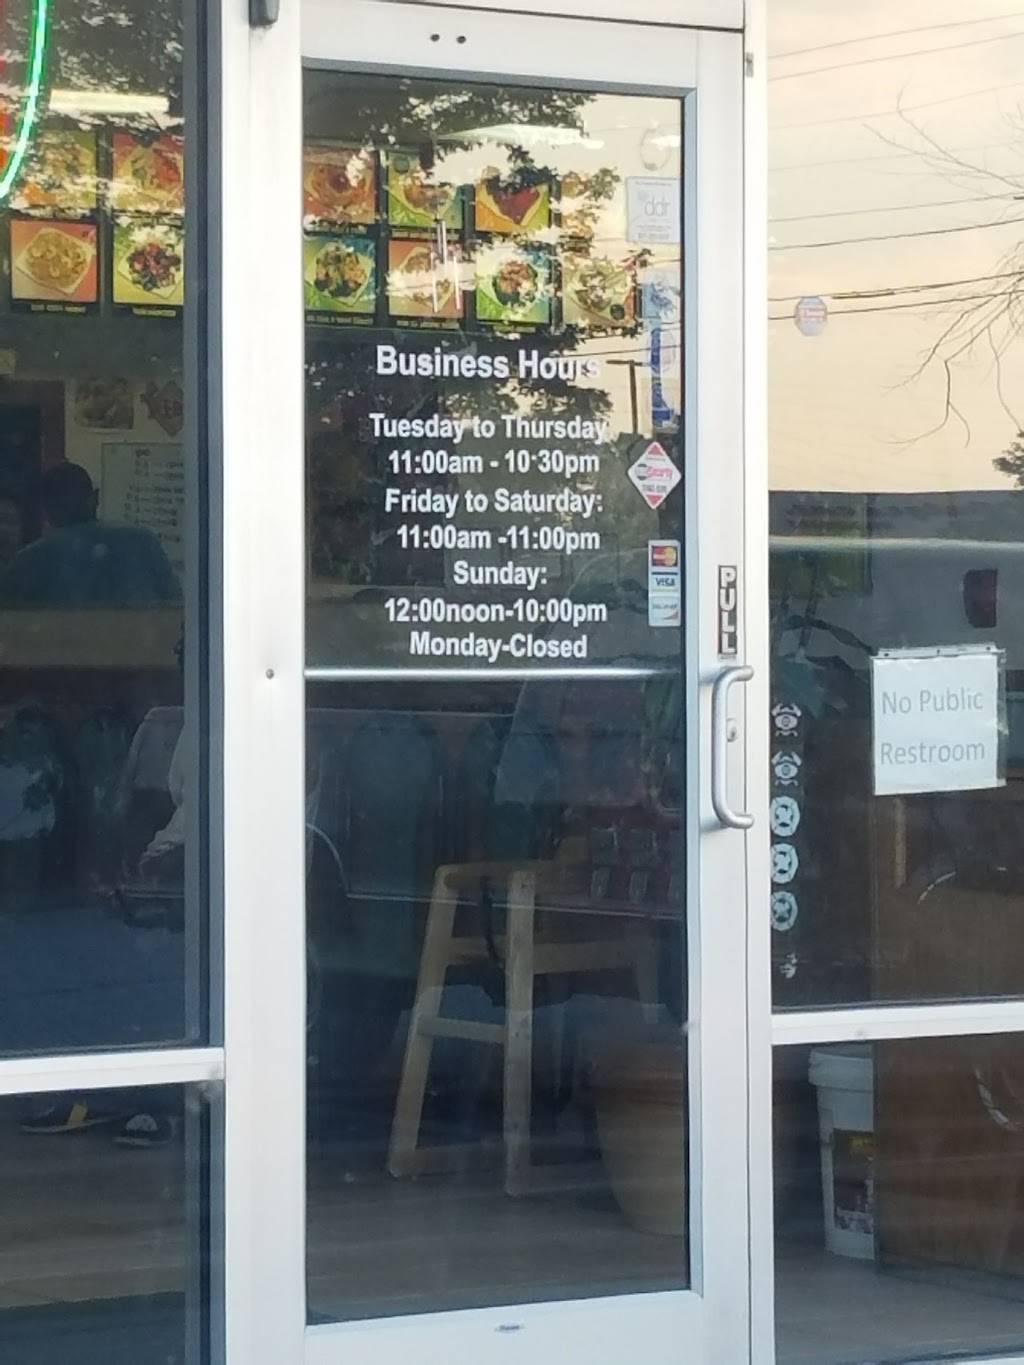 ddr
Business Hours
Tuesday to Thursday
11:00am - 10:30pm
Friday to Saturday:
11:00am -11:00pm
Sunday:
12:00noon-10:00pm
Monday-Closed
VISA
PULL
No Public
Restroom